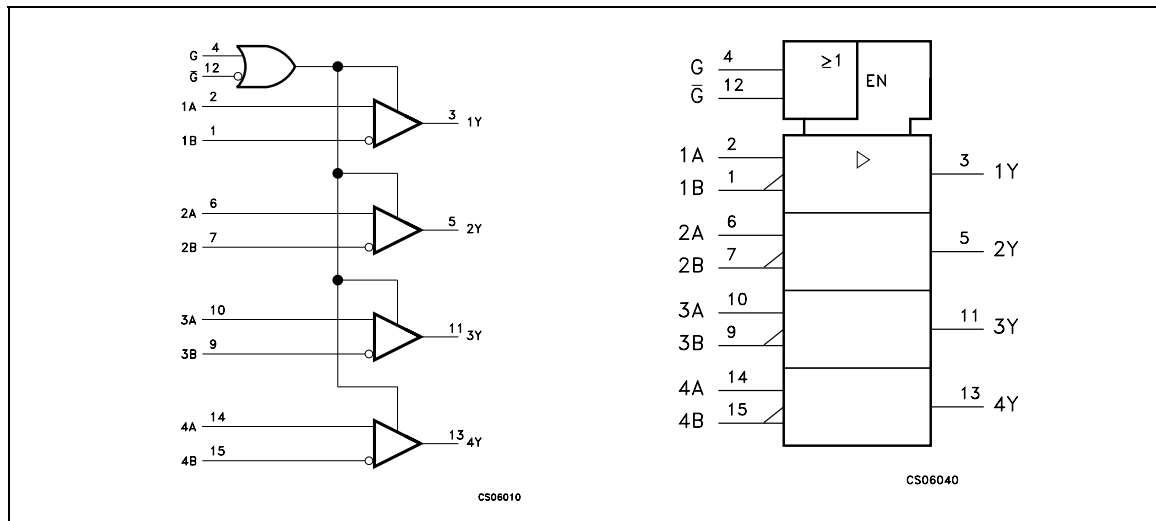 G 4
G̅ 12
1A 2
1B 1
3 1Y
2A 6
2B 7
5 2Y
3A 10
3B 9
11 3Y
4A 14
4B 15
13 4Y
CS06010
G 4
G̅ 12
≥1
EN
1A 2
1B 1
▷
3 1Y
2A 6
2B 7
5 2Y
3A 10
3B 9
11 3Y
4A 14
4B 15
13 4Y
CS06040